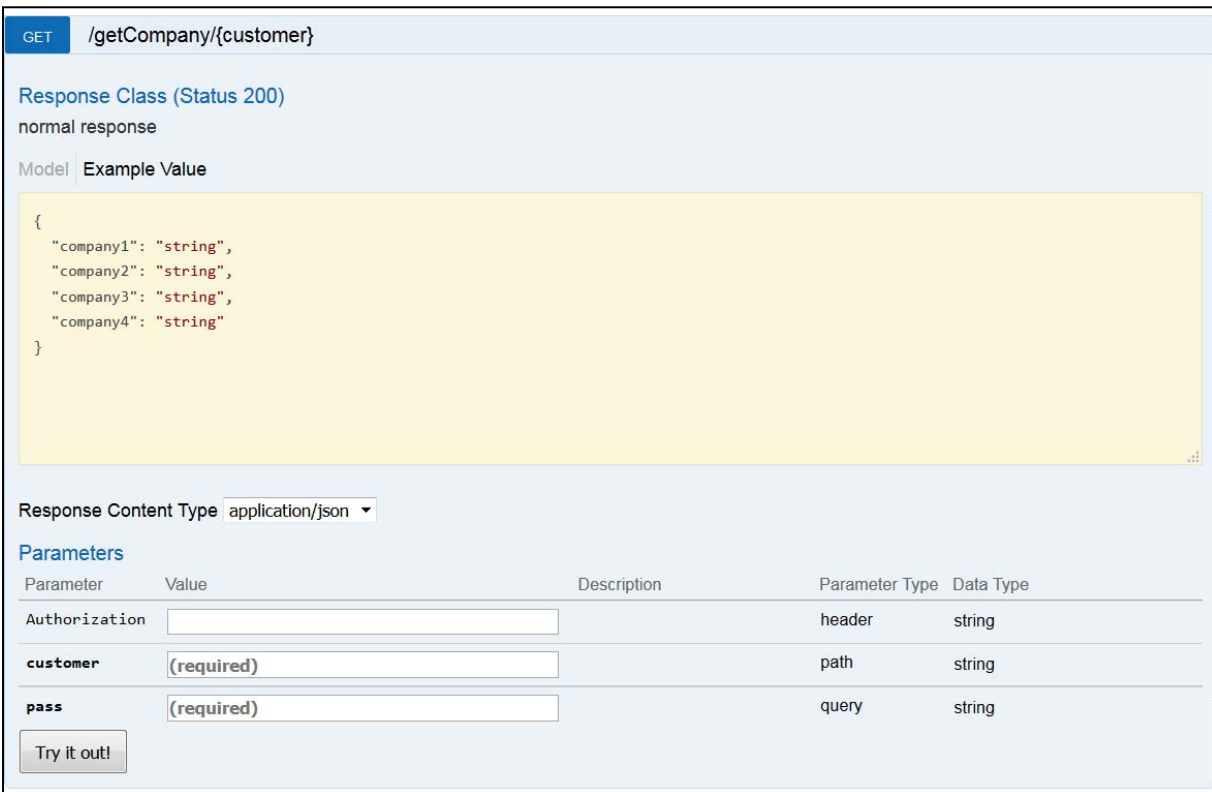 GET /getCompany/{customer}
Response Class (Status 200)
normal response
Model Example Value
{
"company1": "string",
"company2": "string",
"company3": "string",
"company4": "string"
}
Response Content Type application/json
Parameters
Parameter Value Description Parameter Type Data Type
Authorization header string
customer (required) path string
pass (required) query string
Try it out!